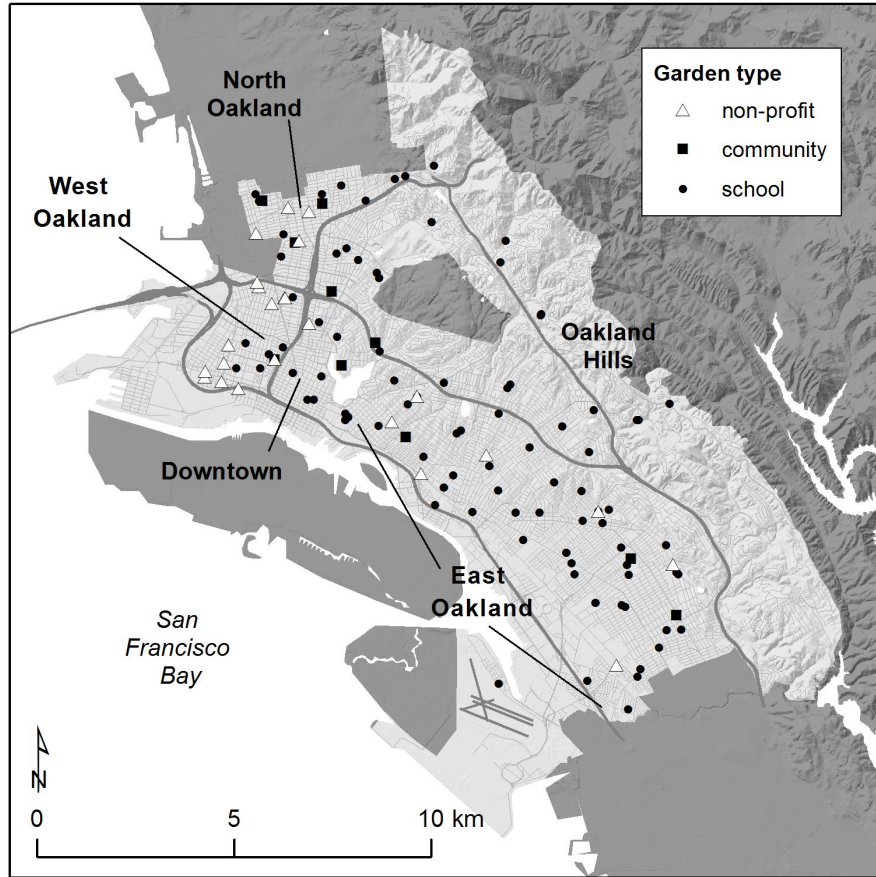 North
Oakland
West
Oakland
Garden type
non-profit
community
school
Oakland
Hills
Downtown
East
Oakland
San
Francisco
Bay
N
0
5
10 km